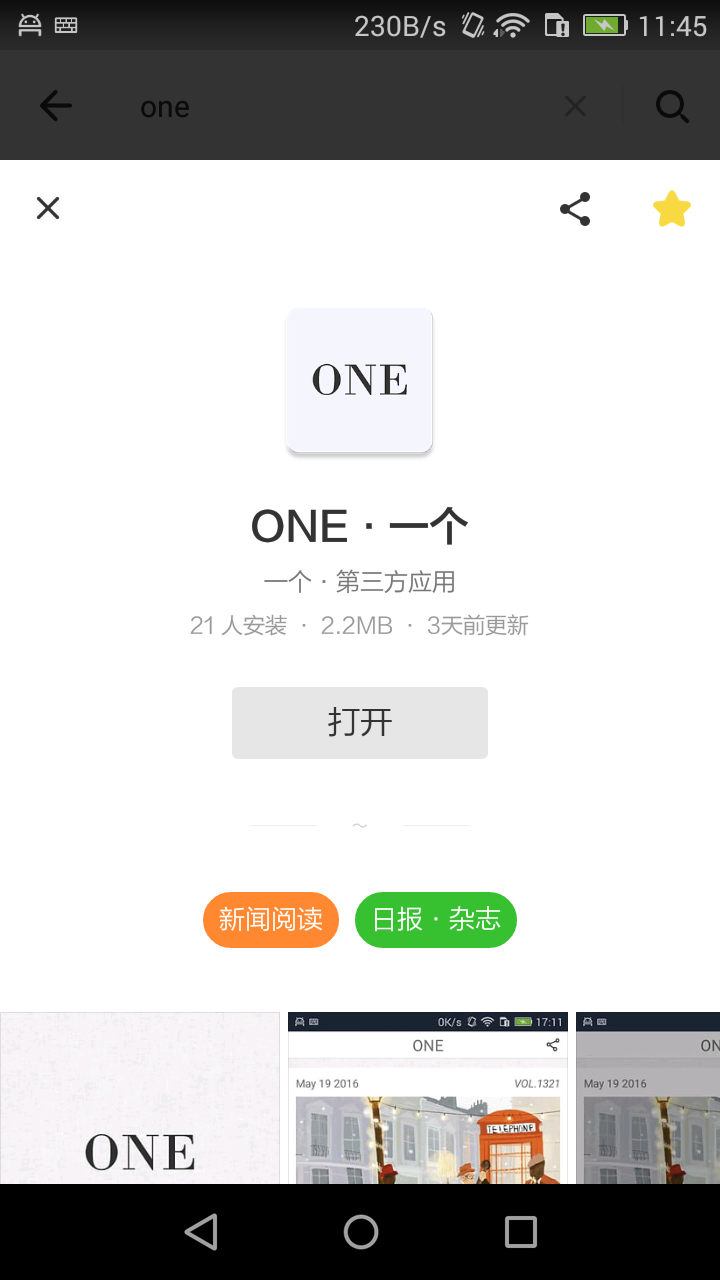 230B/s 11:45
one
ONE
ONE · 一个
一个 · 第三方应用
21 人安装 · 2.2MB · 3天前更新
打开
~
新闻阅读 日报 · 杂志
0K/s 17:11
ONE
ON
May 19 2016 VOL.1321
May 19 2016
TELEPHONE
ONE